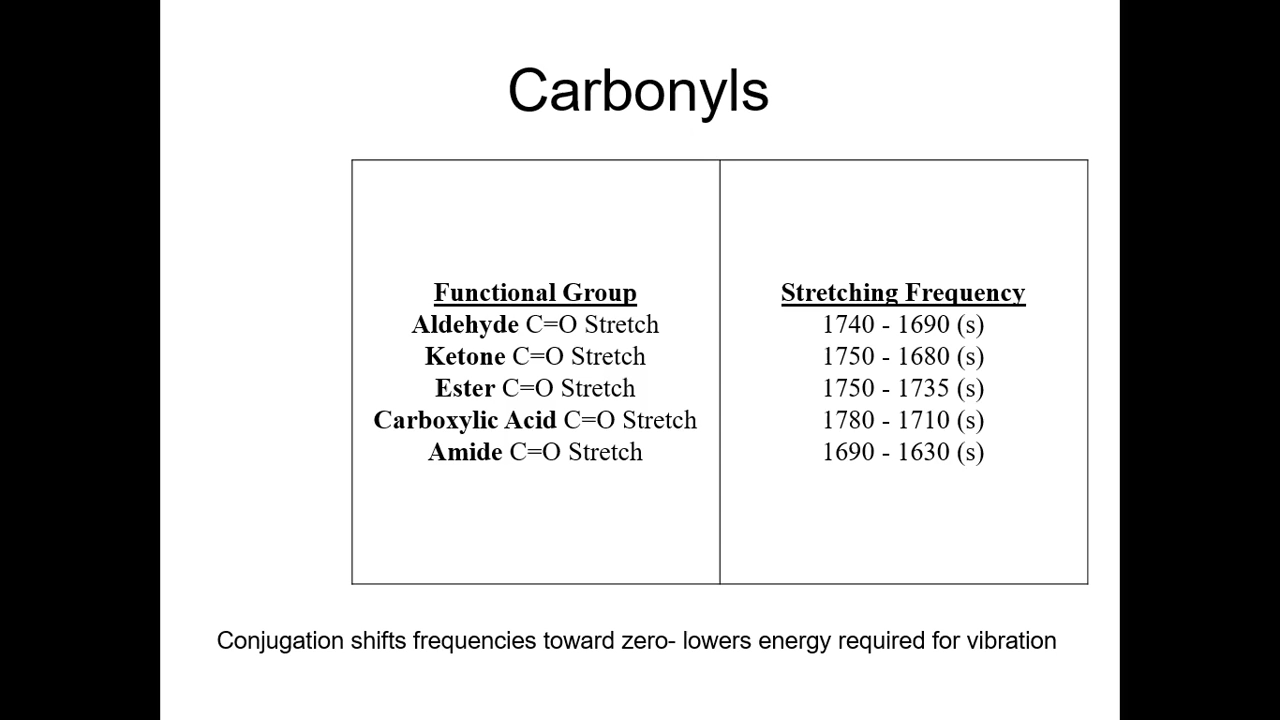 Carbonyls
Functional Group
Aldehyde C=O Stretch
Ketone C=O Stretch
Ester C=O Stretch
Carboxylic Acid C=O Stretch
Amide C=O Stretch
Stretching Frequency
1740 - 1690 (s)
1750 - 1680 (s)
1750 - 1735 (s)
1780 - 1710 (s)
1690 - 1630 (s)
Conjugation shifts frequencies toward zero- lowers energy required for vibration